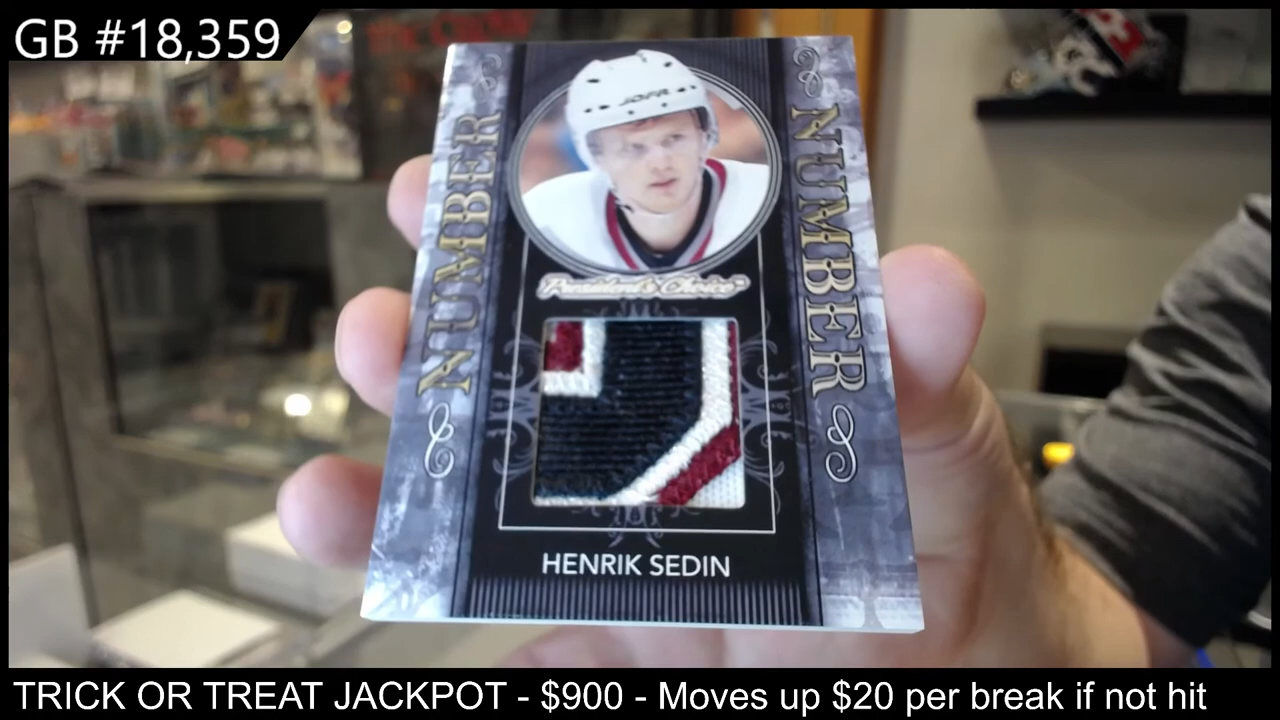 GB #18,359
NUMBER
NUMBER
President's Choice™
HENRIK SEDIN
TRICK OR TREAT JACKPOT - $900 - Moves up $20 per break if not hit